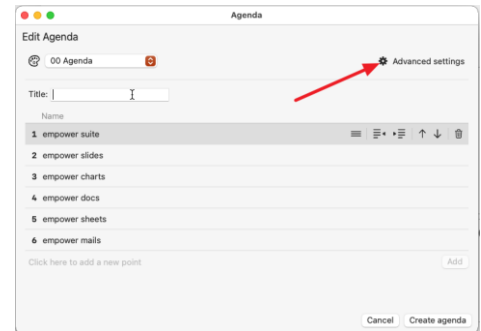 Agenda
Edit Agenda
00 Agenda
Advanced settings
Title:
Name
1 empower suite
2 empower slides
3 empower charts
4 empower docs
5 empower sheets
6 empower mails
Click here to add a new point
Add
Cancel
Create agenda